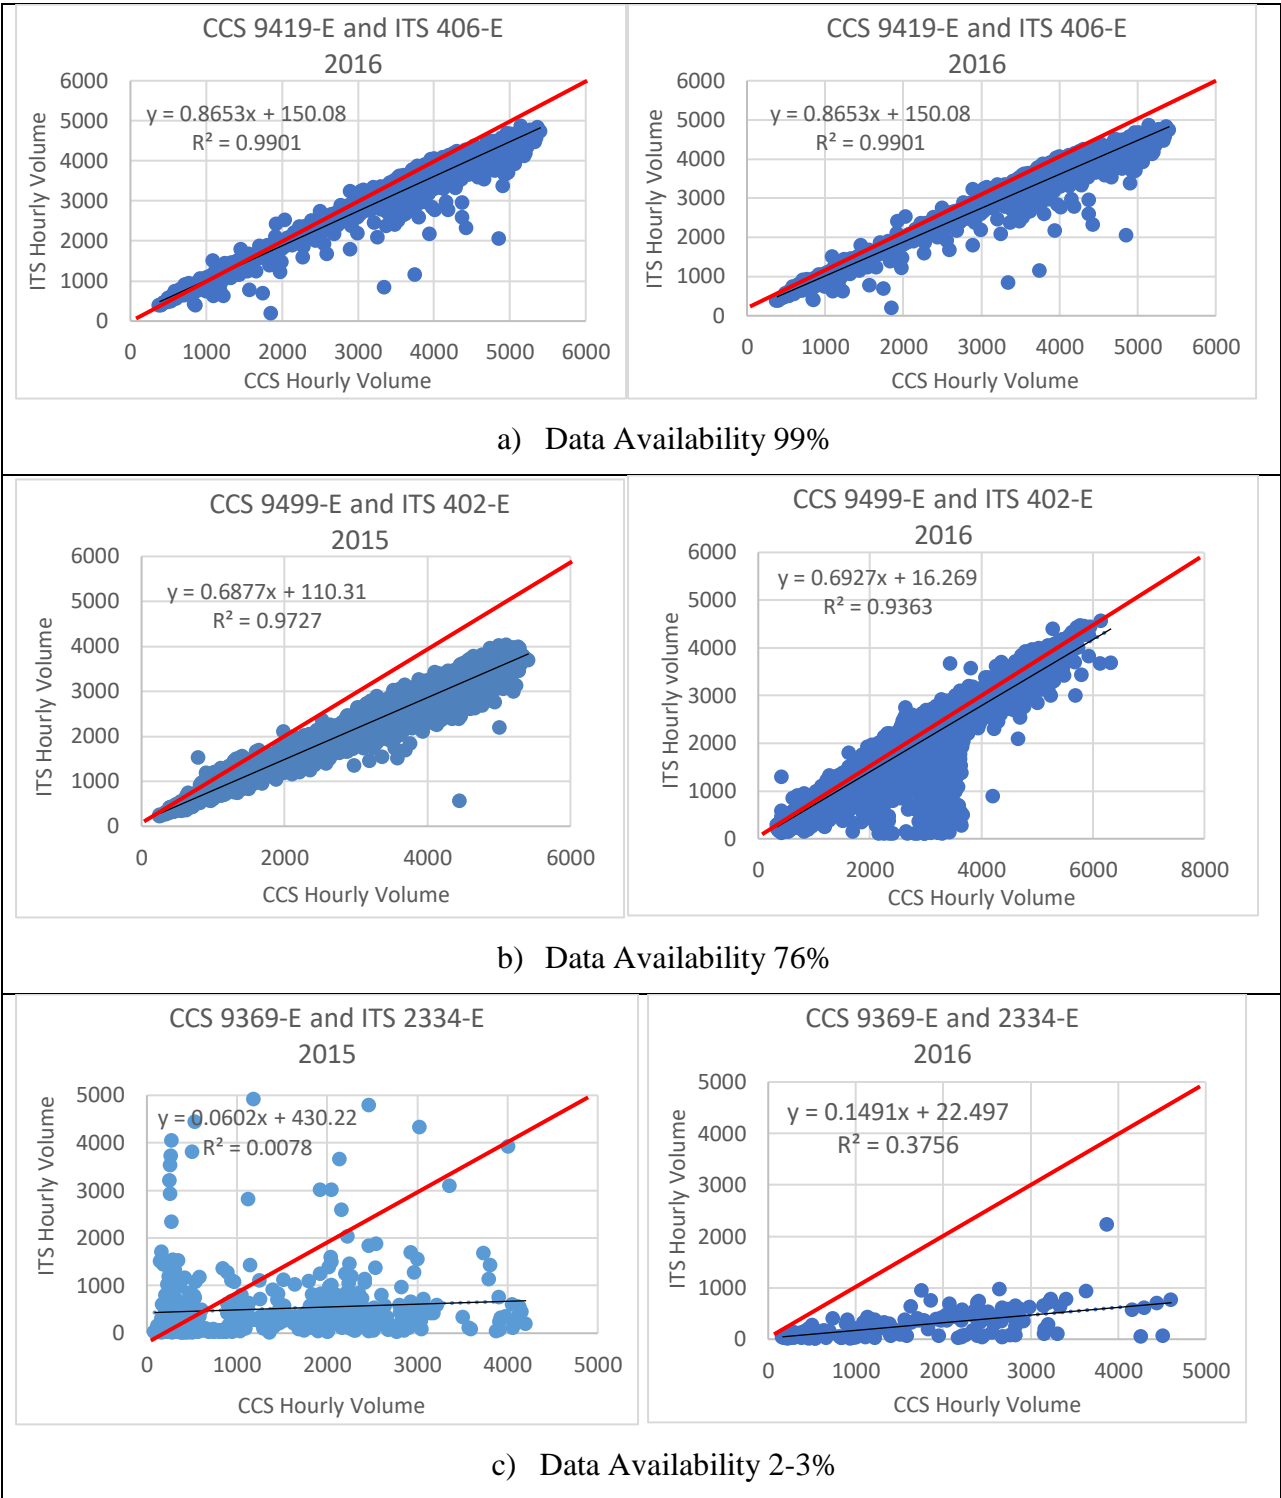 CCS 9419-E and ITS 406-E
2016
6000
5000
4000
3000
2000
1000
0
y = 0.8653x + 150.08
R² = 0.9901
ITS Hourly Volume
0 1000 2000 3000 4000 5000 6000
CCS Hourly Volume
CCS 9419-E and ITS 406-E
2016
6000
5000
4000
3000
2000
1000
0
y = 0.8653x + 150.08
R² = 0.9901
ITS Hourly Volume
0 1000 2000 3000 4000 5000 6000
CCS Hourly Volume
a) Data Availability 99%
CCS 9499-E and ITS 402-E
2015
6000
5000
4000
3000
2000
1000
0
y = 0.6877x + 110.31
R² = 0.9727
ITS Hourly Volume
0 2000 4000 6000
CCS Hourly Volume
CCS 9499-E and ITS 402-E
2016
6000
5000
4000
3000
2000
1000
0
y = 0.6927x + 16.269
R² = 0.9363
ITS Hourly volume
0 2000 4000 6000 8000
CCS Hourly Volume
b) Data Availability 76%
CCS 9369-E and ITS 2334-E
2015
5000
4000
3000
2000
1000
0
y = 0.0602x + 430.22
R² = 0.0078
ITS Hourly Volume
0 1000 2000 3000 4000 5000
CCS Hourly Volume
CCS 9369-E and 2334-E
2016
5000
4000
3000
2000
1000
0
y = 0.1491x + 22.497
R² = 0.3756
ITS Hourly Volume
0 1000 2000 3000 4000 5000
CCS Hourly Volume
c) Data Availability 2-3%